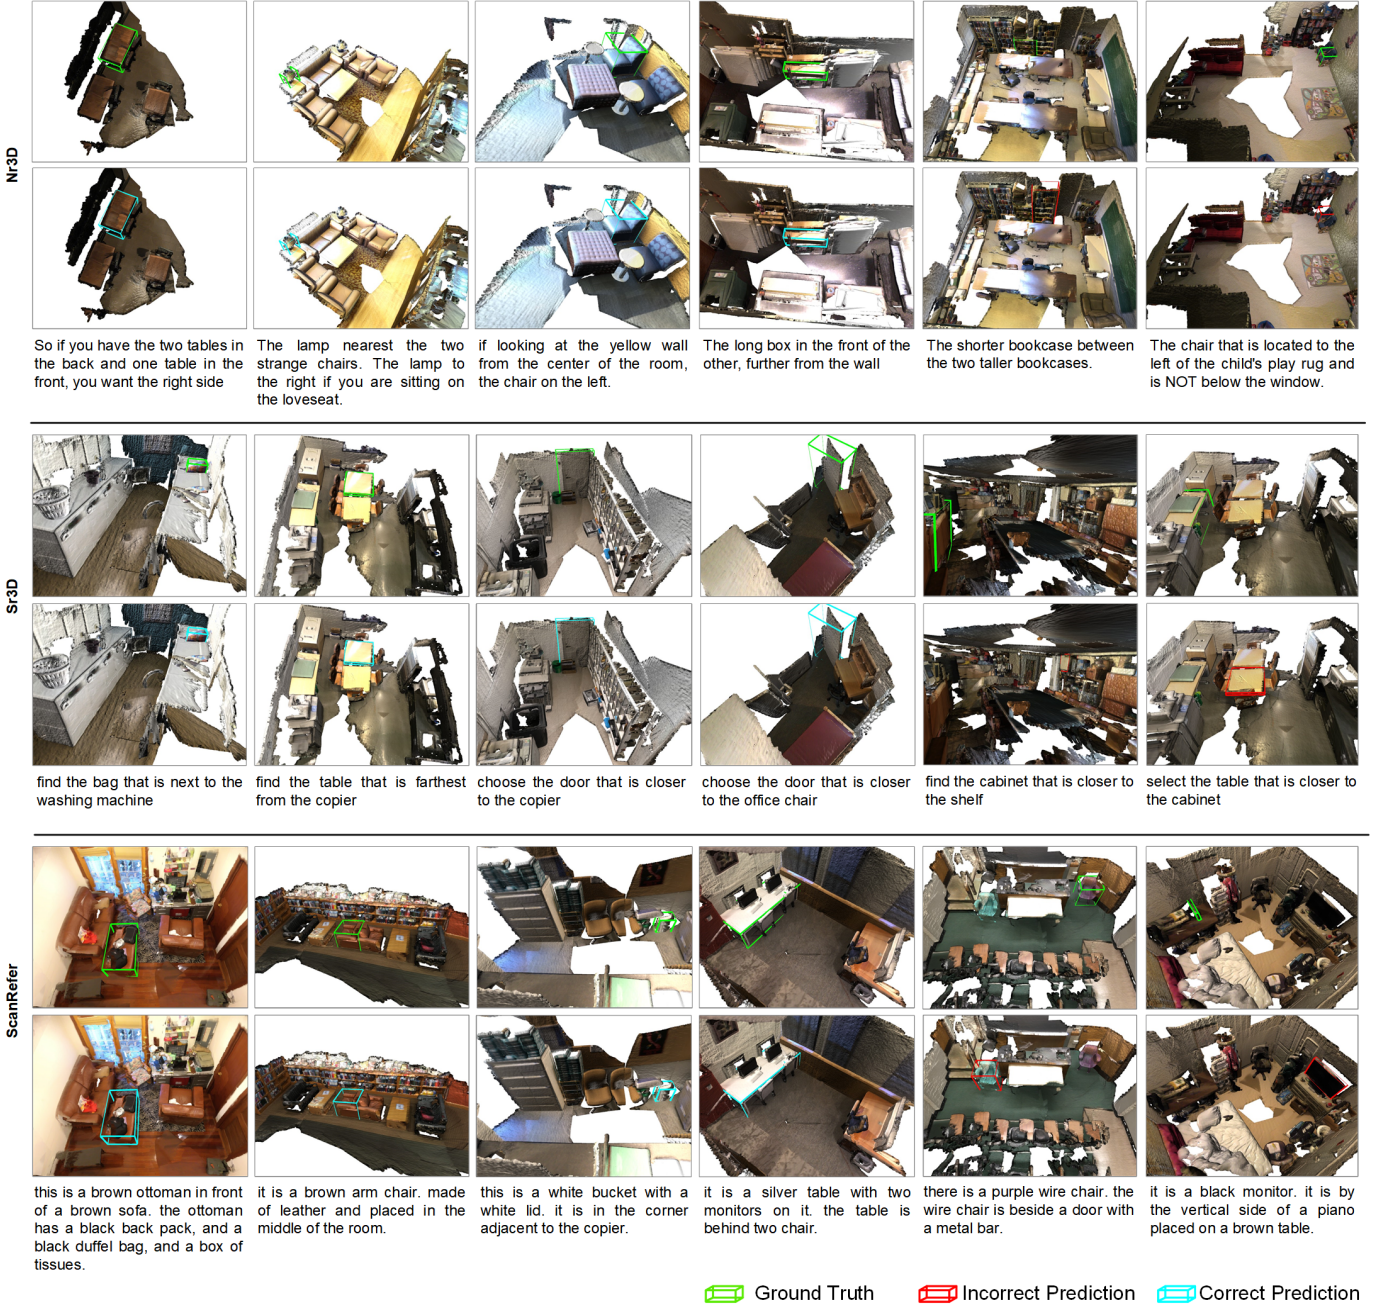 Nr3D
So if you have the two tables in
the back and one table in the
front, you want the right side
The lamp nearest the two
strange chairs. The lamp to
the right if you are sitting on
the loveseat.
if looking at the yellow wall
from the center of the room,
the chair on the left.
The long box in the front of the
other, further from the wall
The shorter bookcase between
the two taller bookcases.
The chair that is located to the
left of the child's play rug and
is NOT below the window.
Sr3D
find the bag that is next to the
washing machine
find the table that is farthest
from the copier
choose the door that is closer
to the copier
choose the door that is closer
to the office chair
find the cabinet that is closer to
the shelf
select the table that is closer to
the cabinet
ScanRefer
this is a brown ottoman in front
of a brown sofa. the ottoman
has a black back pack, and a
black duffel bag, and a box of
tissues.
it is a brown arm chair. made
of leather and placed in the
middle of the room.
this is a white bucket with a
white lid. it is in the corner
adjacent to the copier.
it is a silver table with two
monitors on it. the table is
behind two chair.
there is a purple wire chair. the
wire chair is beside a door with
a metal bar.
it is a black monitor. it is by
the vertical side of a piano
placed on a brown table.
Ground Truth
Incorrect Prediction
Correct Prediction